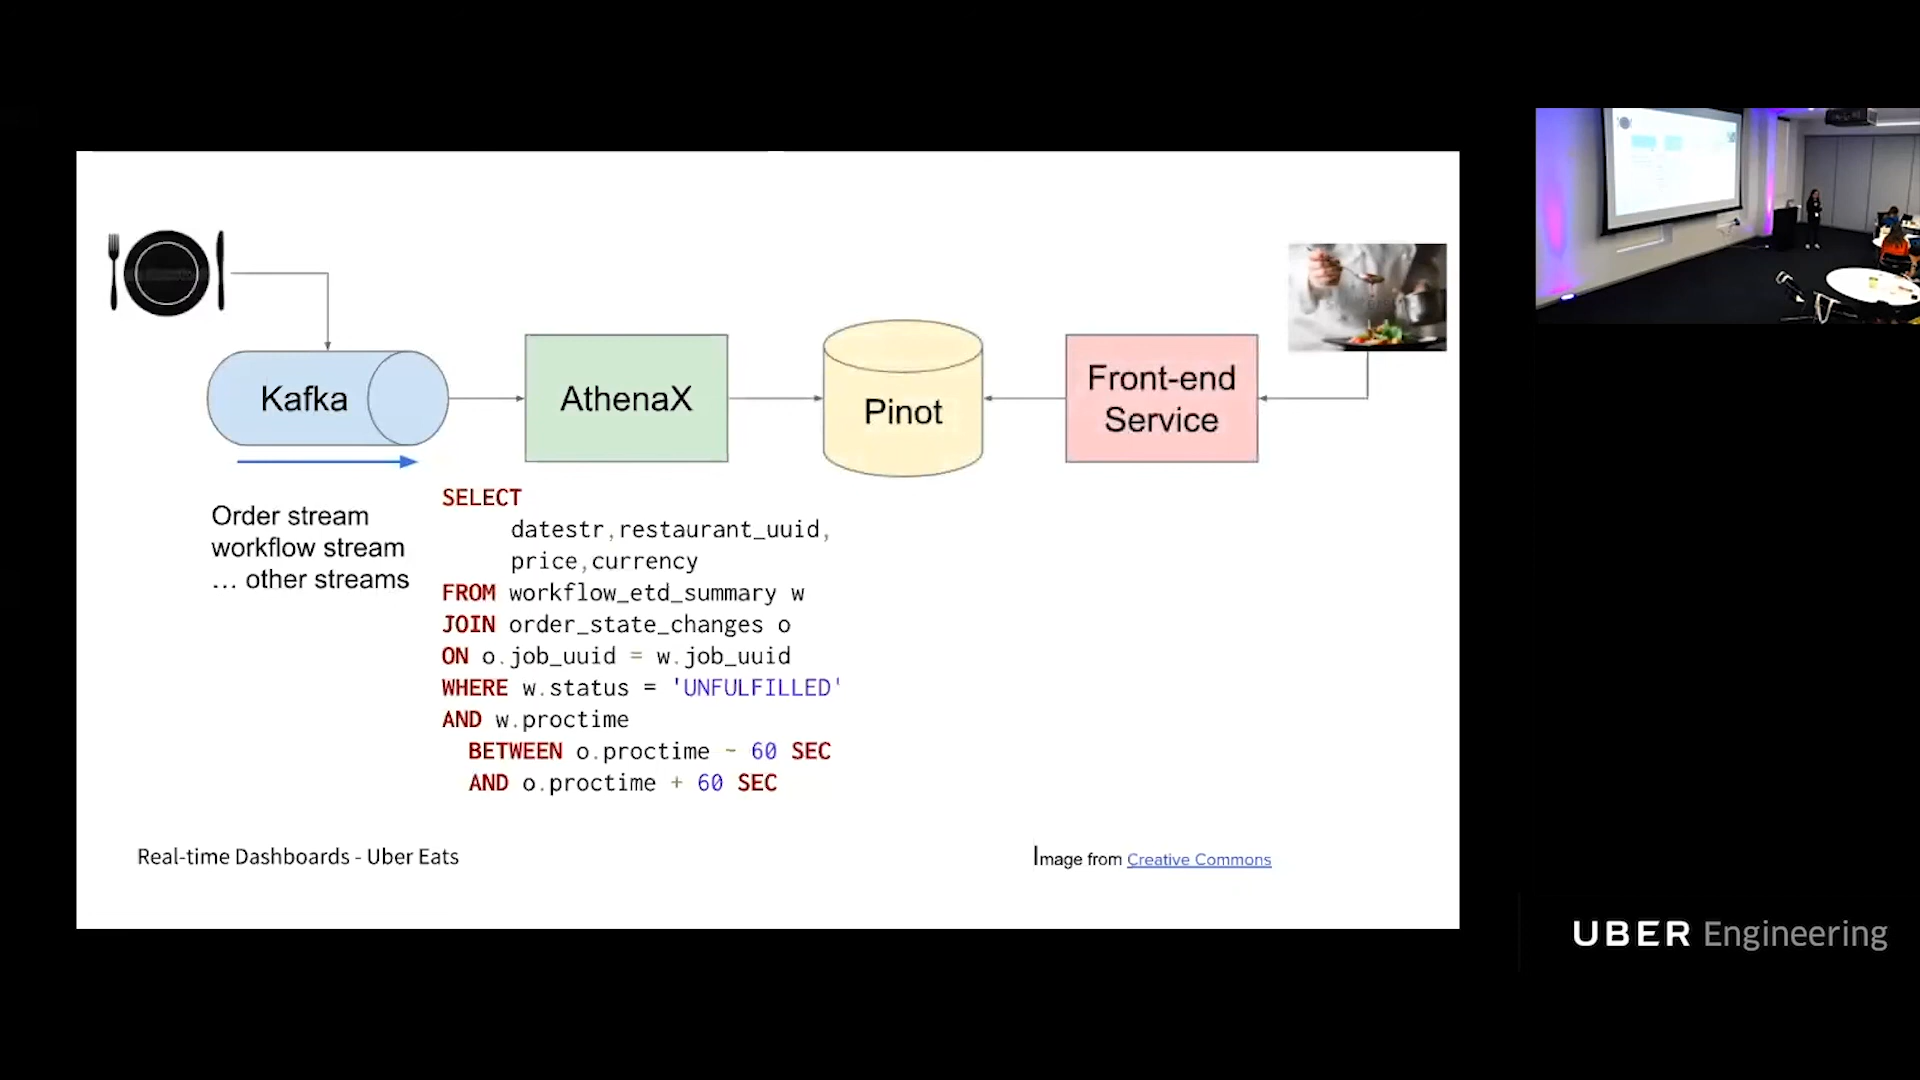 Kafka
AthenaX
Pinot
Front-end
Service
Order stream
workflow stream
… other streams
SELECT
datestr,restaurant_uuid,
price,currency
FROM workflow_etd_summary w
JOIN order_state_changes o
ON o.job_uuid = w.job_uuid
WHERE w.status = 'UNFULFILLED'
AND w.proctime
BETWEEN o.proctime - 60 SEC
AND o.proctime + 60 SEC
Real-time Dashboards - Uber Eats
Image from Creative Commons
UBER Engineering